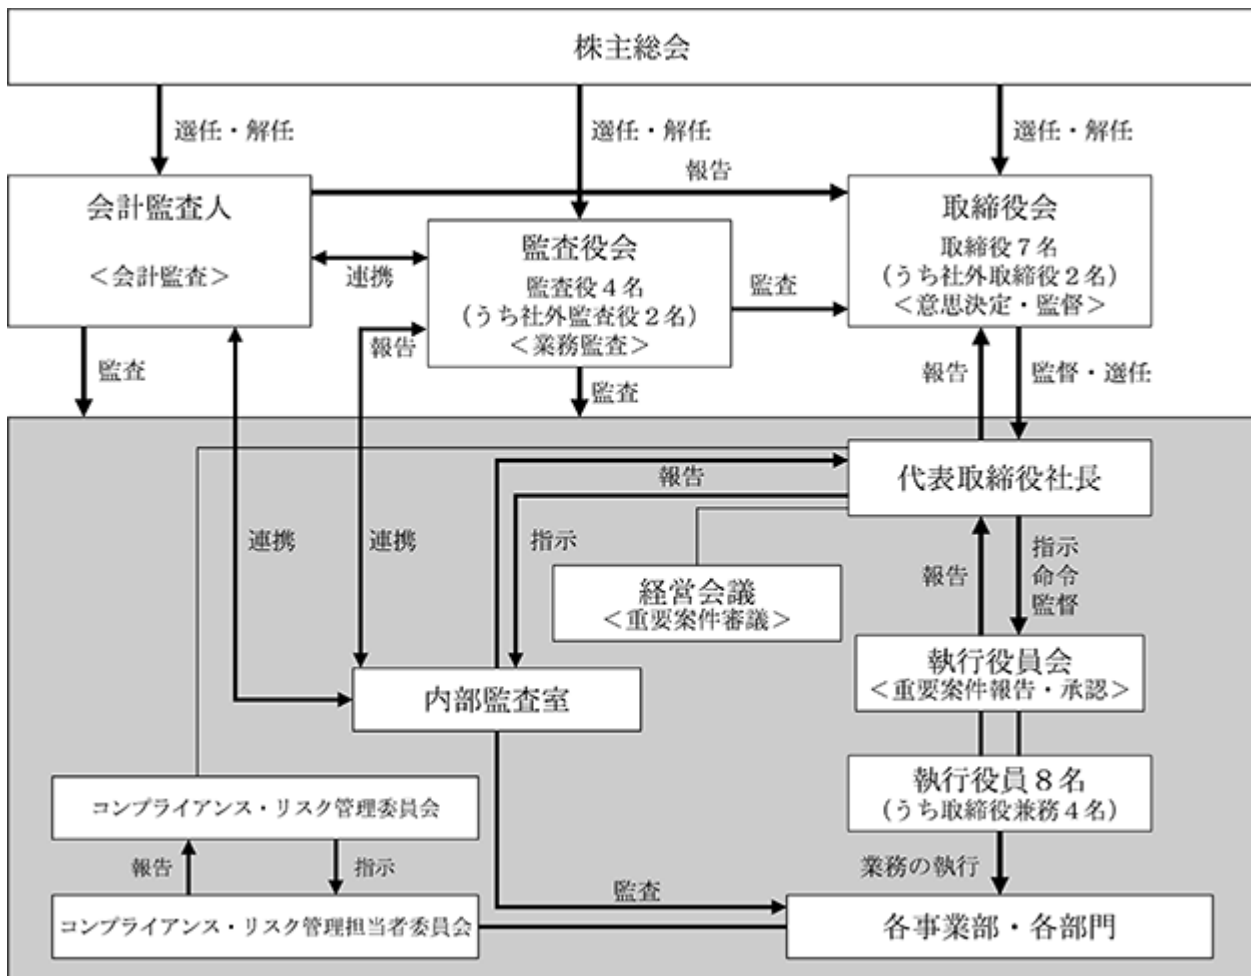 株主総会
選任・解任
選任・解任
選任・解任
報告
会計監査人
＜会計監査＞
連携
監査役会
監査役４名
（うち社外監査役２名）
＜業務監査＞
監査
取締役会
取締役７名
（うち社外取締役２名）
＜意思決定・監督＞
監査
報告
監査
報告
監督・選任
代表取締役社長
報告
連携
連携
指示
経営会議
＜重要案件審議＞
報告
指示
命令
監督
執行役員会
＜重要案件報告・承認＞
内部監査室
執行役員８名
（うち取締役兼務４名）
コンプライアンス・リスク管理委員会
報告
指示
業務の執行
監査
コンプライアンス・リスク管理担当者委員会
各事業部・各部門